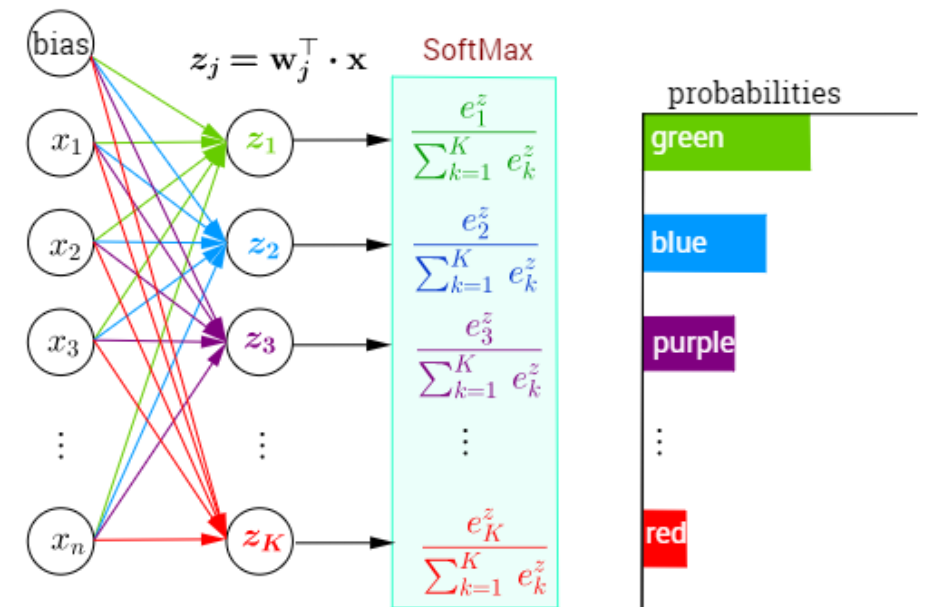 bias
z_j = w_j^⊤ · x
SoftMax
probabilities
x_1
z_1
e_1^z / ∑_{k=1}^K e_k^z
green
x_2
z_2
e_2^z / ∑_{k=1}^K e_k^z
blue
x_3
z_3
e_3^z / ∑_{k=1}^K e_k^z
purple
⋮
⋮
⋮
⋮
x_n
z_K
e_K^z / ∑_{k=1}^K e_k^z
red